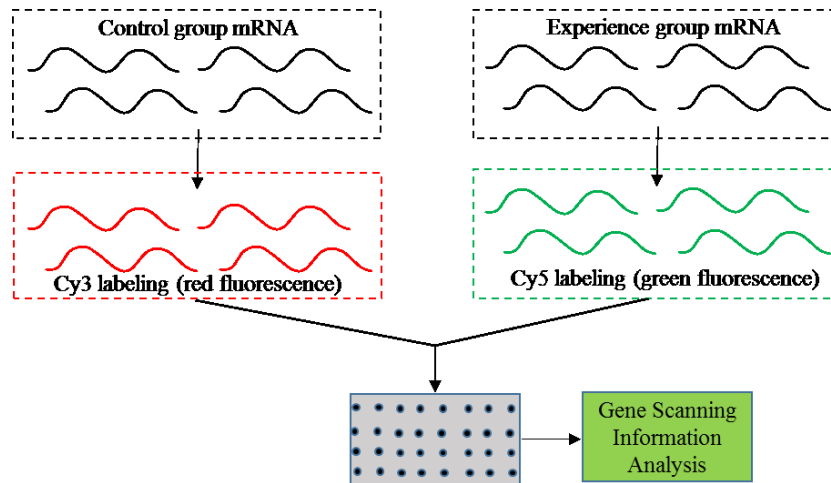 Control group mRNA
Experience group mRNA
Cy3 labeling (red fluorescence)
Cy5 labeling (green fluorescence)
Gene Scanning
Information
Analysis